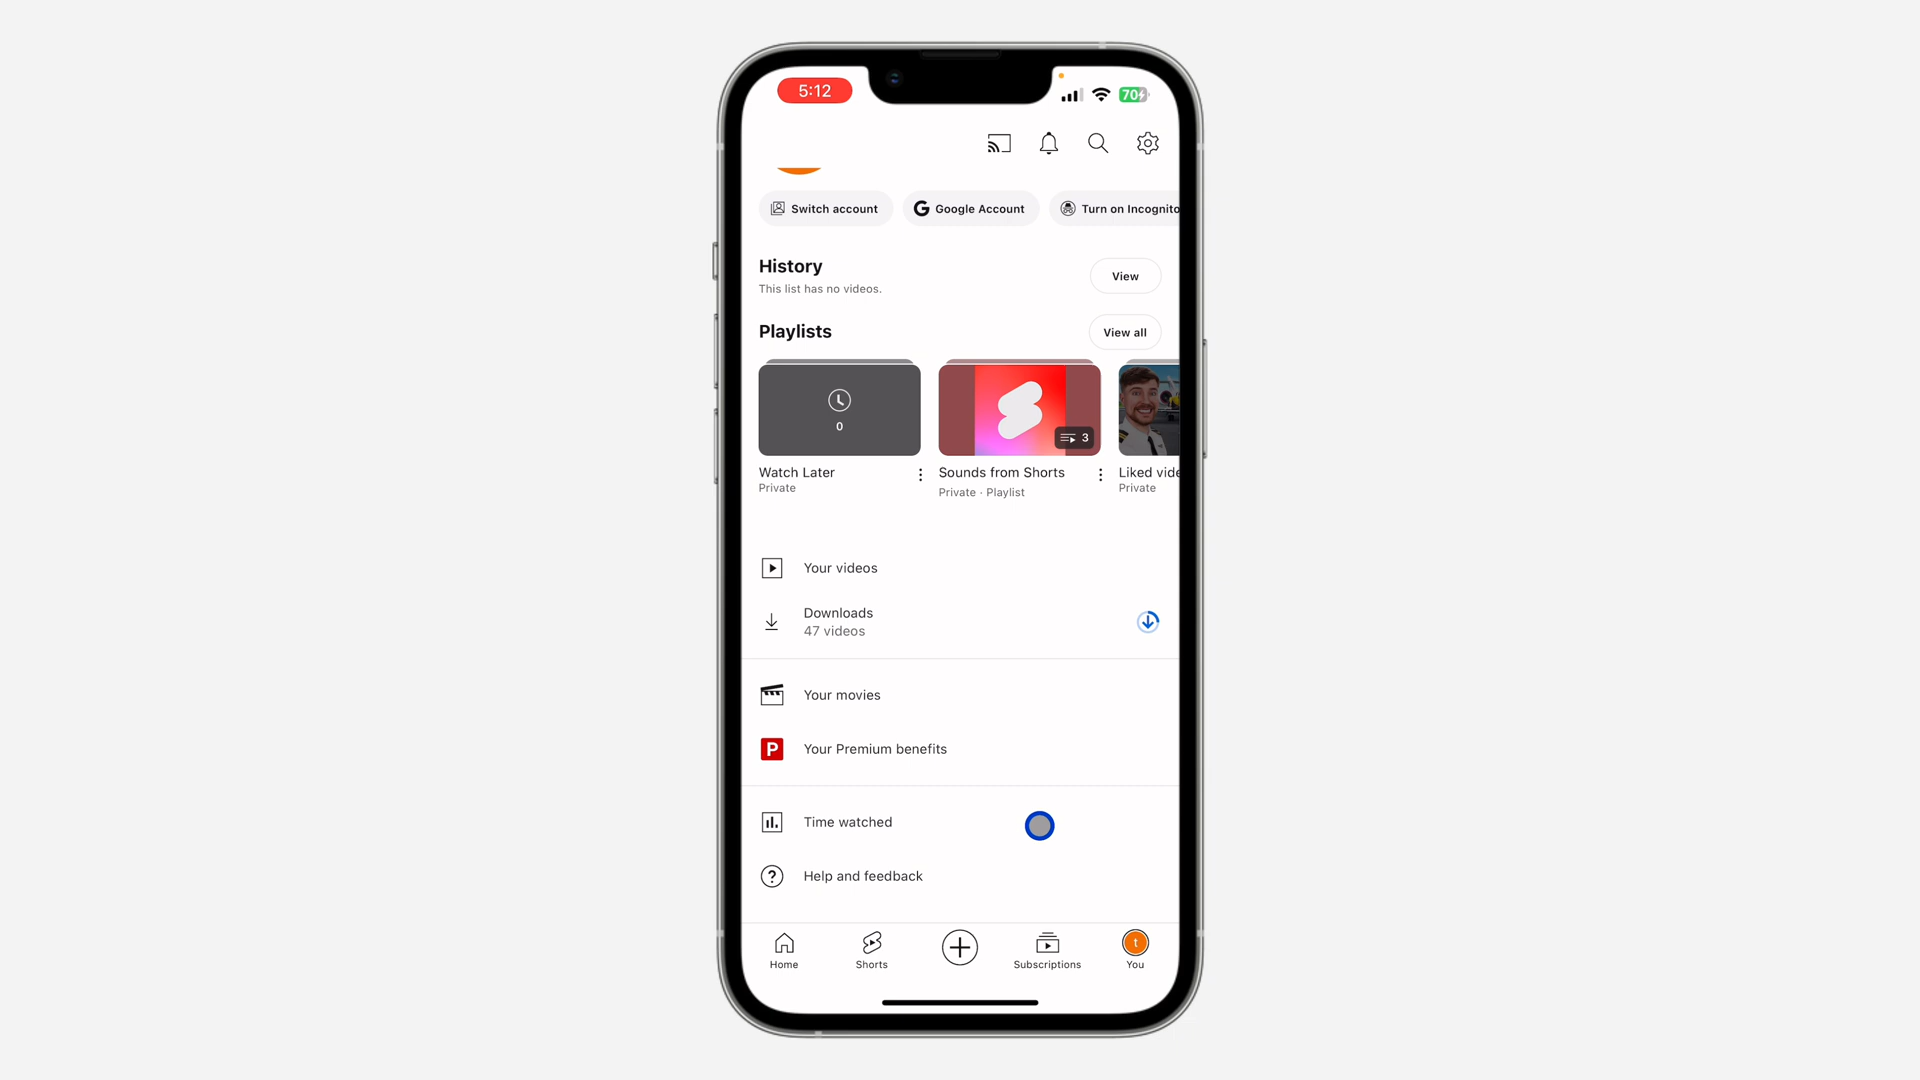 5:12
70
Switch account
Google Account
Turn on Incognito
History
This list has no videos.
View
Playlists
View all
0
3
Watch Later
Private
Sounds from Shorts
Private · Playlist
Liked vide
Private
Your videos
Downloads
47 videos
Your movies
P
Your Premium benefits
Time watched
Help and feedback
Home
Shorts
Subscriptions
t
You